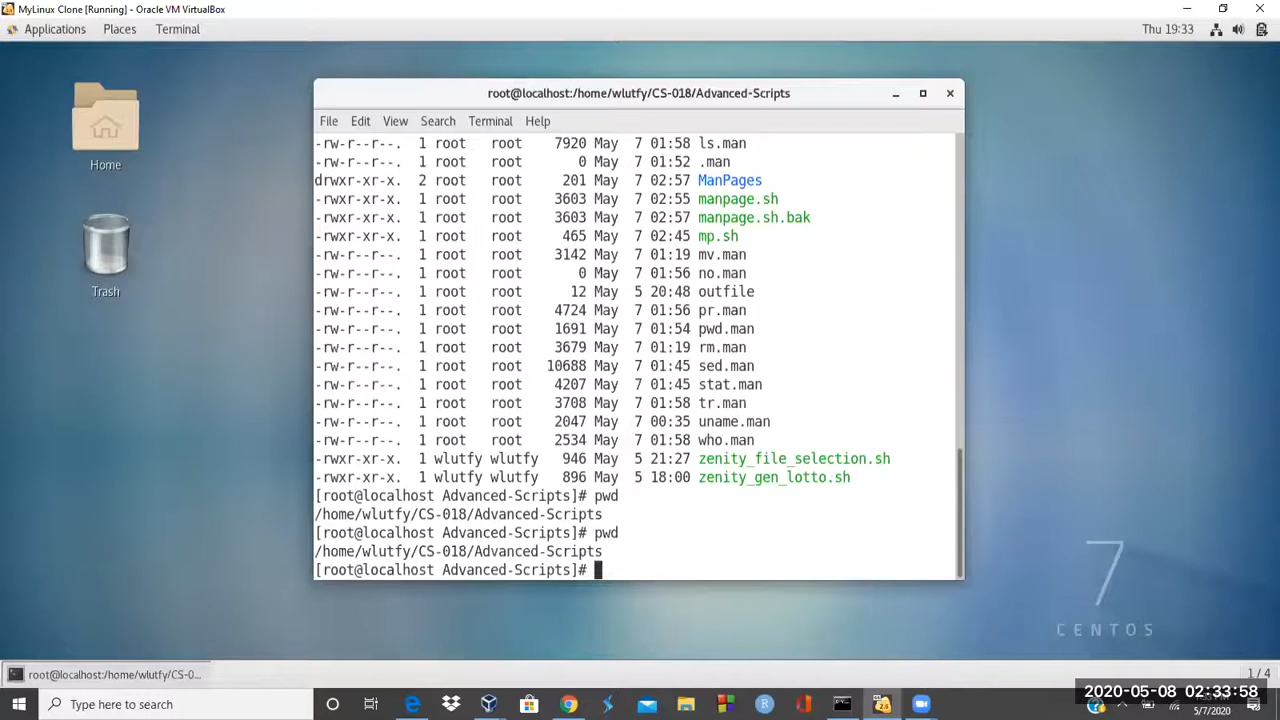 MyLinux Clone [Running] - Oracle VM VirtualBox
Applications Places Terminal Thu 19:33
Home
Trash
root@localhost:/home/wlutfy/CS-018/Advanced-Scripts
File Edit View Search Terminal Help
-rw-r--r--. 1 root root 7920 May 7 01:58 ls.man
-rw-r--r--. 1 root root 0 May 7 01:52 .man
drwxr-xr-x. 2 root root 201 May 7 02:57 ManPages
-rwxr-xr-x. 1 root root 3603 May 7 02:55 manpage.sh
-rwxr-xr-x. 1 root root 3603 May 7 02:57 manpage.sh.bak
-rwxr-xr-x. 1 root root 465 May 7 02:45 mp.sh
-rw-r--r--. 1 root root 3142 May 7 01:19 mv.man
-rw-r--r--. 1 root root 0 May 7 01:56 no.man
-rw-r--r--. 1 root root 12 May 5 20:48 outfile
-rw-r--r--. 1 root root 4724 May 7 01:56 pr.man
-rw-r--r--. 1 root root 1691 May 7 01:54 pwd.man
-rw-r--r--. 1 root root 3679 May 7 01:19 rm.man
-rw-r--r--. 1 root root 10688 May 7 01:45 sed.man
-rw-r--r--. 1 root root 4207 May 7 01:45 stat.man
-rw-r--r--. 1 root root 3708 May 7 01:58 tr.man
-rw-r--r--. 1 root root 2047 May 7 00:35 uname.man
-rw-r--r--. 1 root root 2534 May 7 01:58 who.man
-rwxr-xr-x. 1 wlutfy wlutfy 946 May 5 21:27 zenity_file_selection.sh
-rwxr-xr-x. 1 wlutfy wlutfy 896 May 5 18:00 zenity_gen_lotto.sh
[root@localhost Advanced-Scripts]# pwd
/home/wlutfy/CS-018/Advanced-Scripts
[root@localhost Advanced-Scripts]# pwd
/home/wlutfy/CS-018/Advanced-Scripts
[root@localhost Advanced-Scripts]#
7
CENTOS
root@localhost:/home/wlutfy/CS-0... 1 / 4
Type here to search
2020-05-08 02:33:58
5/7/2020